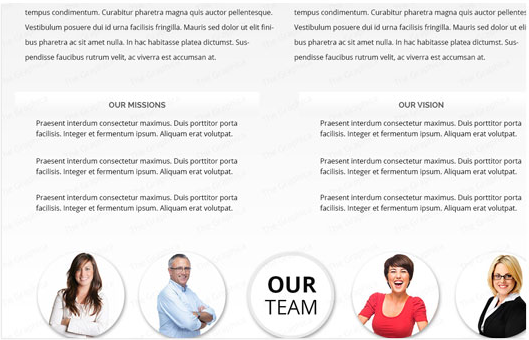 tempus condimentum. Curabitur pharetra magna quis auctor pellentesque.
Vestibulum posuere dui id urna facilisis fringilla. Mauris sed dolor ut elit fini-
bus pharetra ac sit amet nulla. In hac habitasse platea dictumst. Sus-
pendisse faucibus rutrum velit, ac viverra est accumsan at.
tempus condimentum. Curabitur pharetra magna quis auctor
Vestibulum posuere dui id urna facilisis fringilla. Mauris sed dolor
bus pharetra ac sit amet nulla. In hac habitasse platea dictumst. Sus-
pendisse faucibus rutrum velit, ac viverra est accumsan at.
OUR MISSIONS
Praesent interdum consectetur maximus. Duis porttitor porta
facilisis. Integer et fermentum ipsum. Aliquam erat volutpat.
Praesent interdum consectetur maximus. Duis porttitor porta
facilisis. Integer et fermentum ipsum. Aliquam erat volutpat.
Praesent interdum consectetur maximus. Duis porttitor porta
facilisis. Integer et fermentum ipsum. Aliquam erat volutpat.
OUR VISION
Praesent interdum consectetur maximus. Duis porttitor porta
facilisis. Integer et fermentum ipsum. Aliquam erat volutpat.
Praesent interdum consectetur maximus. Duis porttitor porta
facilisis. Integer et fermentum ipsum. Aliquam erat volutpat.
Praesent interdum consectetur maximus. Duis porttitor porta
facilisis. Integer et fermentum ipsum. Aliquam erat volutpat.
OUR
TEAM